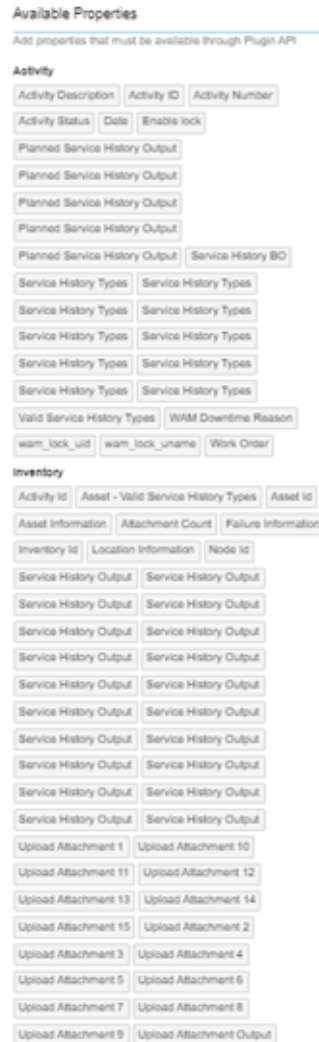 Available Properties
Add properties that must be available through Plugin API
Activity
Activity Description Activity ID Activity Number
Activity Status Date Enable lock
Planned Service History Output
Planned Service History Output
Planned Service History Output
Planned Service History Output
Planned Service History Output Service History BO
Service History Types Service History Types
Service History Types Service History Types
Service History Types Service History Types
Service History Types Service History Types
Service History Types Service History Types
Valid Service History Types WAM Downtime Reason
wam_lock_uid wam_lock_uname Work Order
Inventory
Activity Id Asset - Valid Service History Types Asset Id
Asset Information Attachment Count Failure Information
Inventory Id Location Information Node Id
Service History Output Service History Output
Service History Output Service History Output
Service History Output Service History Output
Service History Output Service History Output
Service History Output Service History Output
Service History Output Service History Output
Service History Output Service History Output
Service History Output Service History Output
Service History Output Service History Output
Service History Output Service History Output
Upload Attachment 1 Upload Attachment 10
Upload Attachment 11 Upload Attachment 12
Upload Attachment 13 Upload Attachment 14
Upload Attachment 15 Upload Attachment 2
Upload Attachment 3 Upload Attachment 4
Upload Attachment 5 Upload Attachment 6
Upload Attachment 7 Upload Attachment 8
Upload Attachment 9 Upload Attachment Output